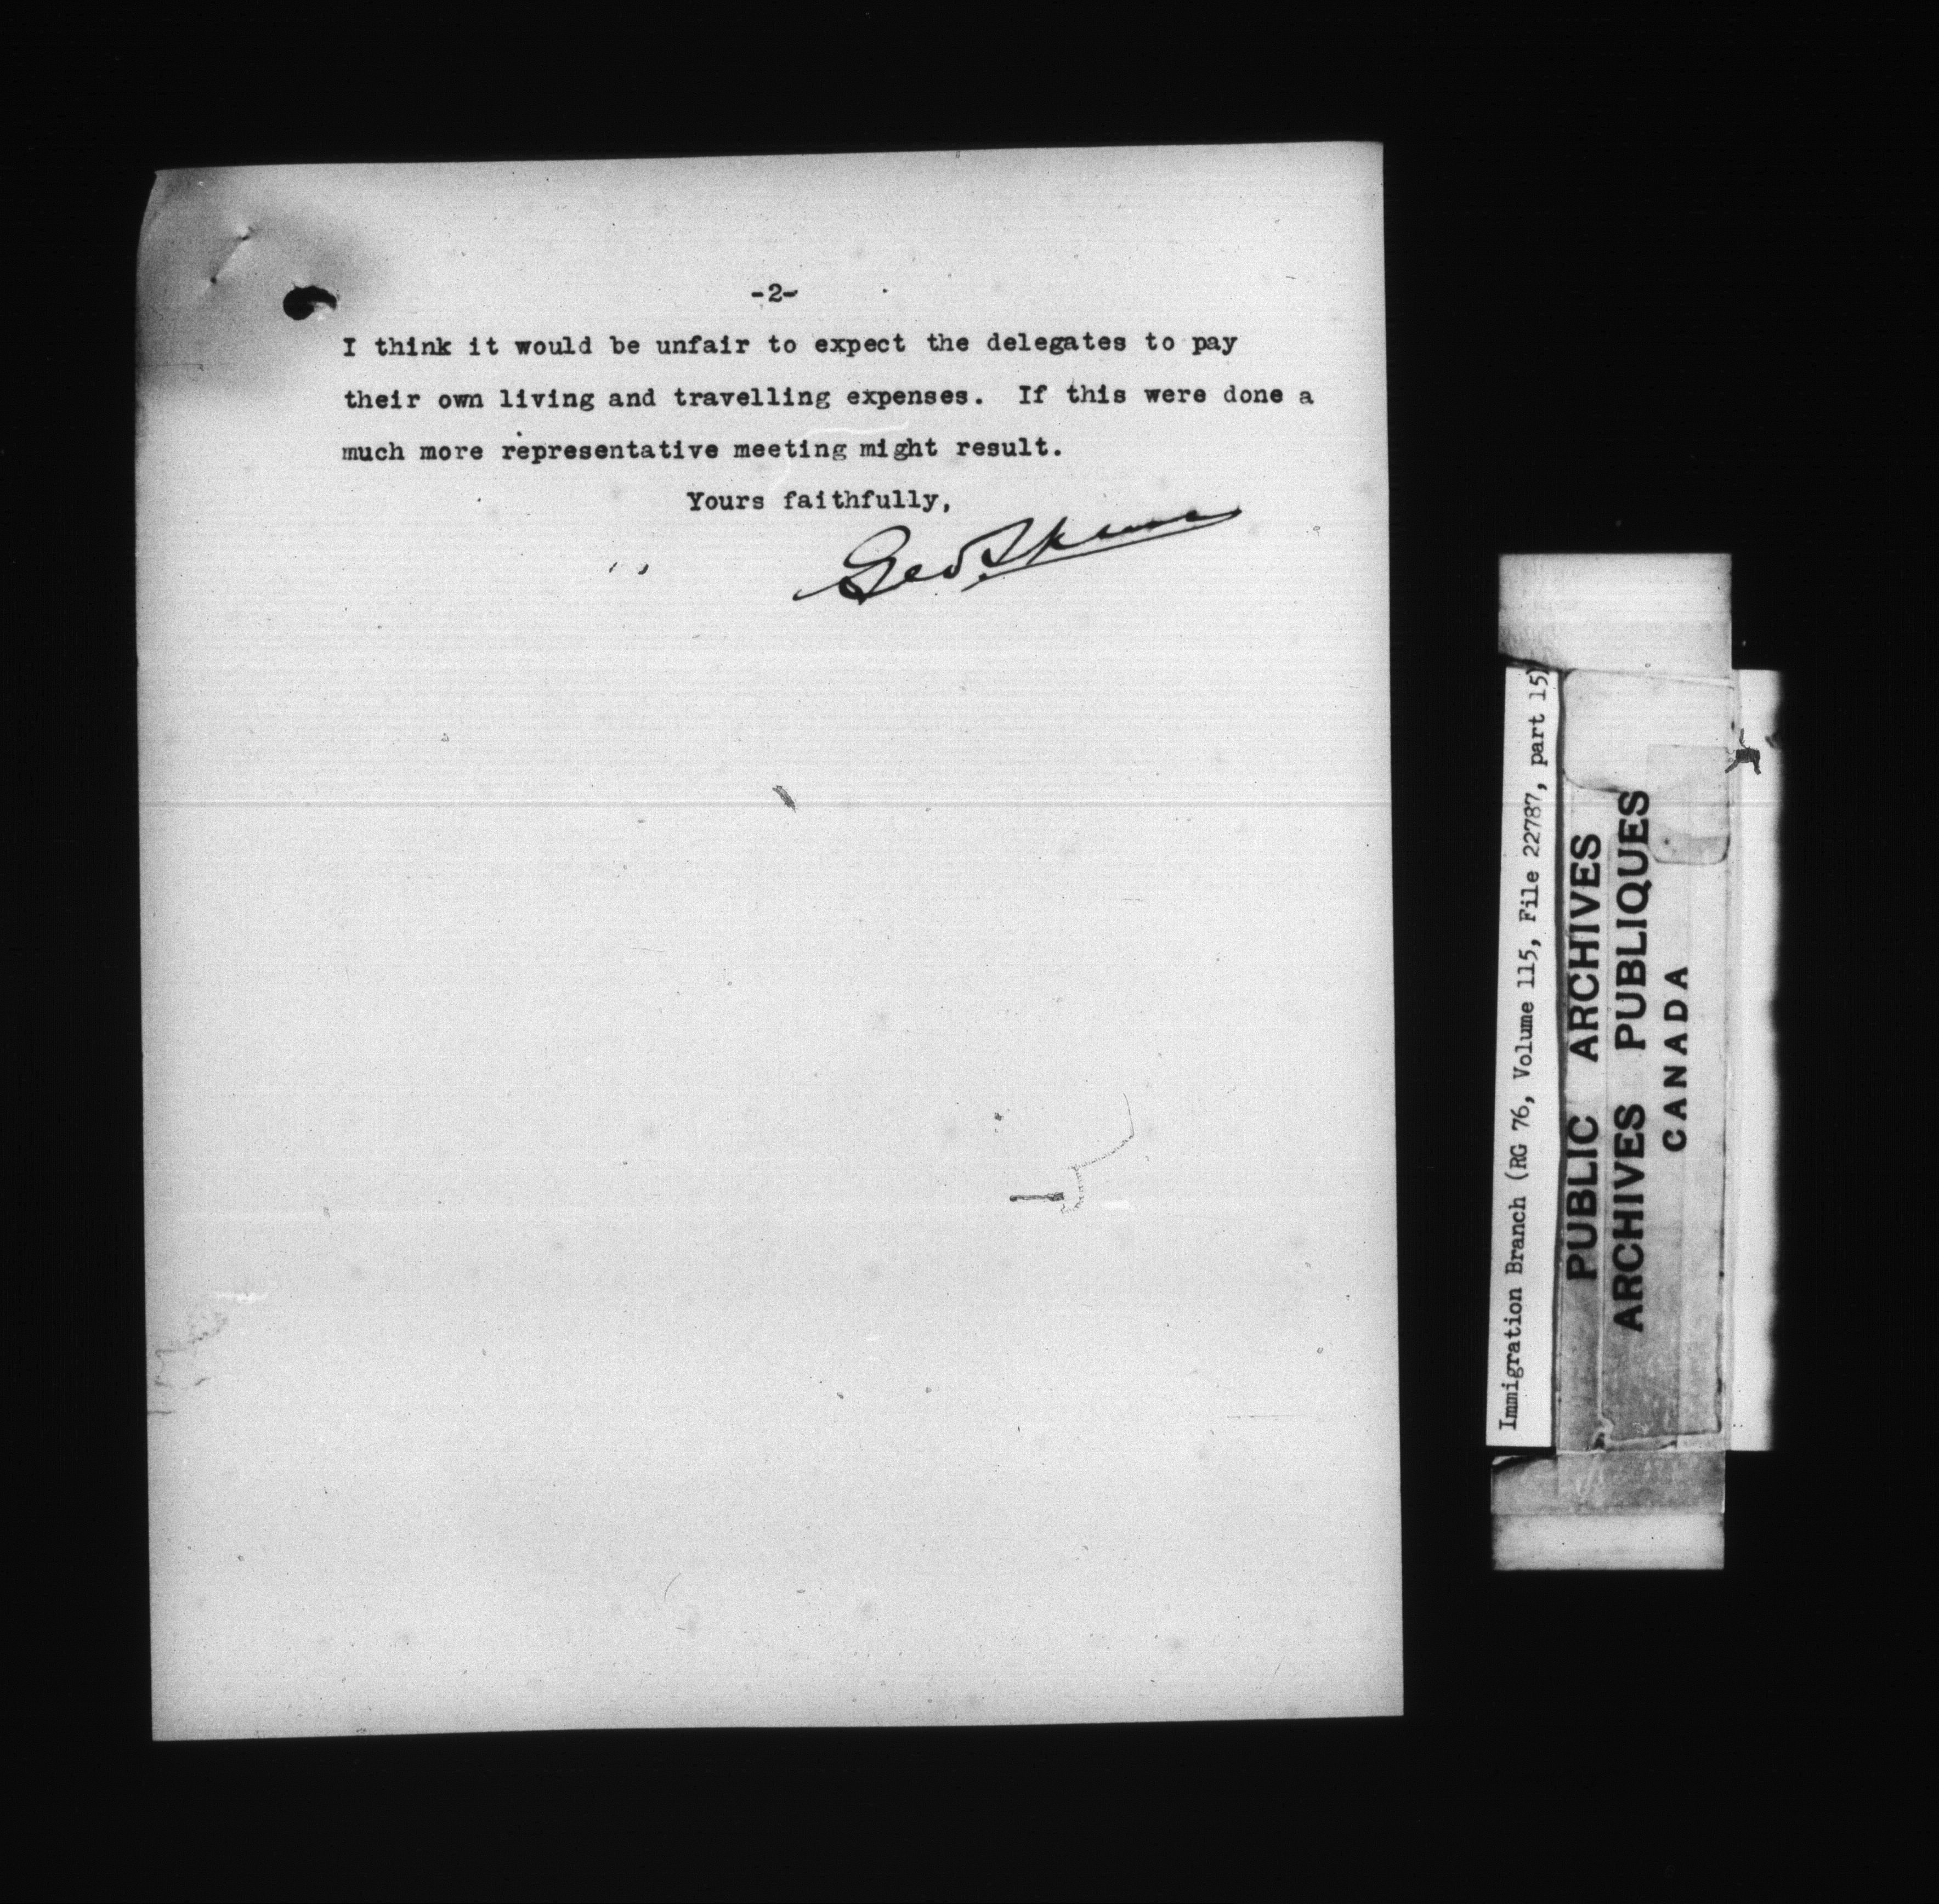 -2-
I think it would be unfair to expect the delegates to pay
their own living and travelling expenses. If this were done a
much more representative meeting might result.
Yours faithfully,
Geo.
Immigration Branch (RG 76, Volume 115, File 22787, part 15)
PUBLIC ARCHIVES
ARCHIVES PUBLIQUES
CANADA